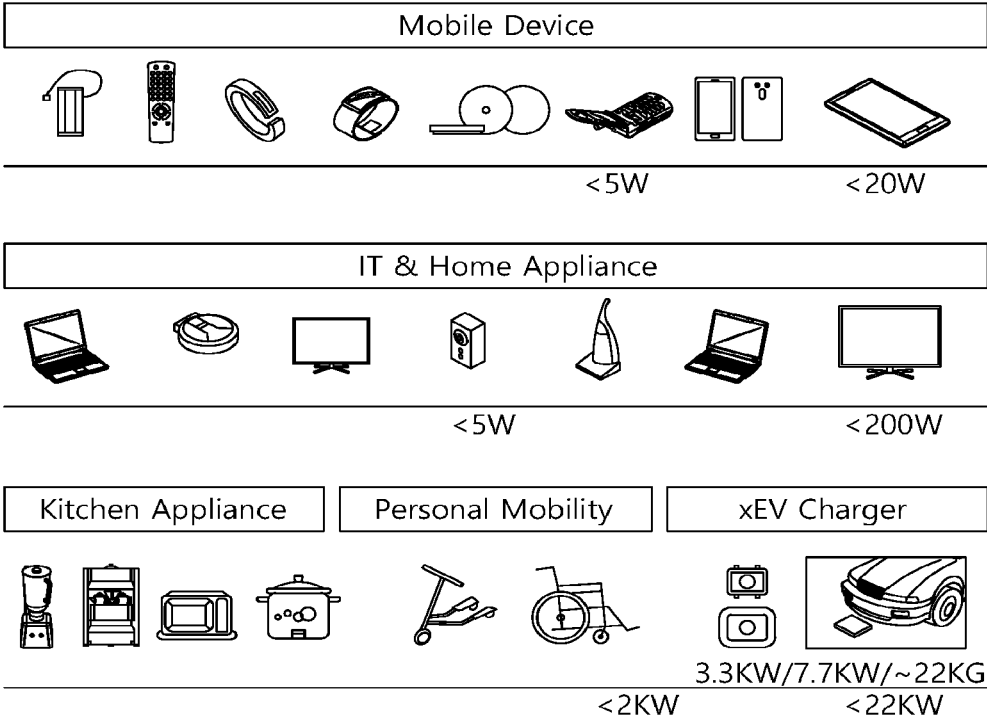 Mobile Device
<5W <20W
IT & Home Appliance
<5W <200W
Kitchen Appliance Personal Mobility xEV Charger
3.3KW/7.7KW/~22KG
<2KW <22KW